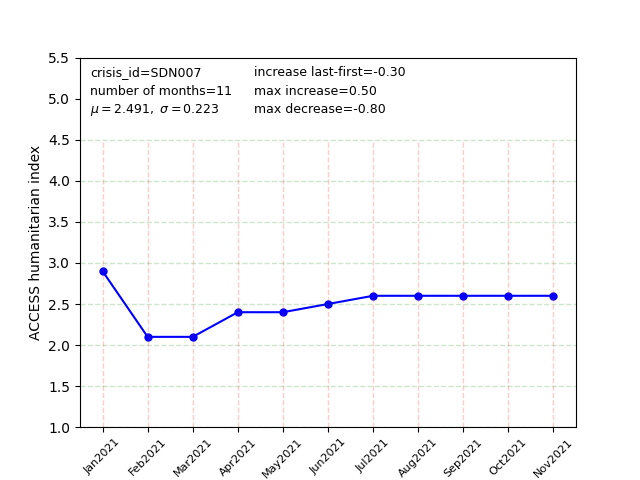 crisis_id=SDN007
number of months=11
μ = 2.491, σ = 0.223
increase last-first=-0.30
max increase=0.50
max decrease=-0.80
ACCESS humanitarian index
5.5
5.0
4.5
4.0
3.5
3.0
2.5
2.0
1.5
1.0
Jan2021
Feb2021
Mar2021
Apr2021
May2021
Jun2021
Jul2021
Aug2021
Sep2021
Oct2021
Nov2021